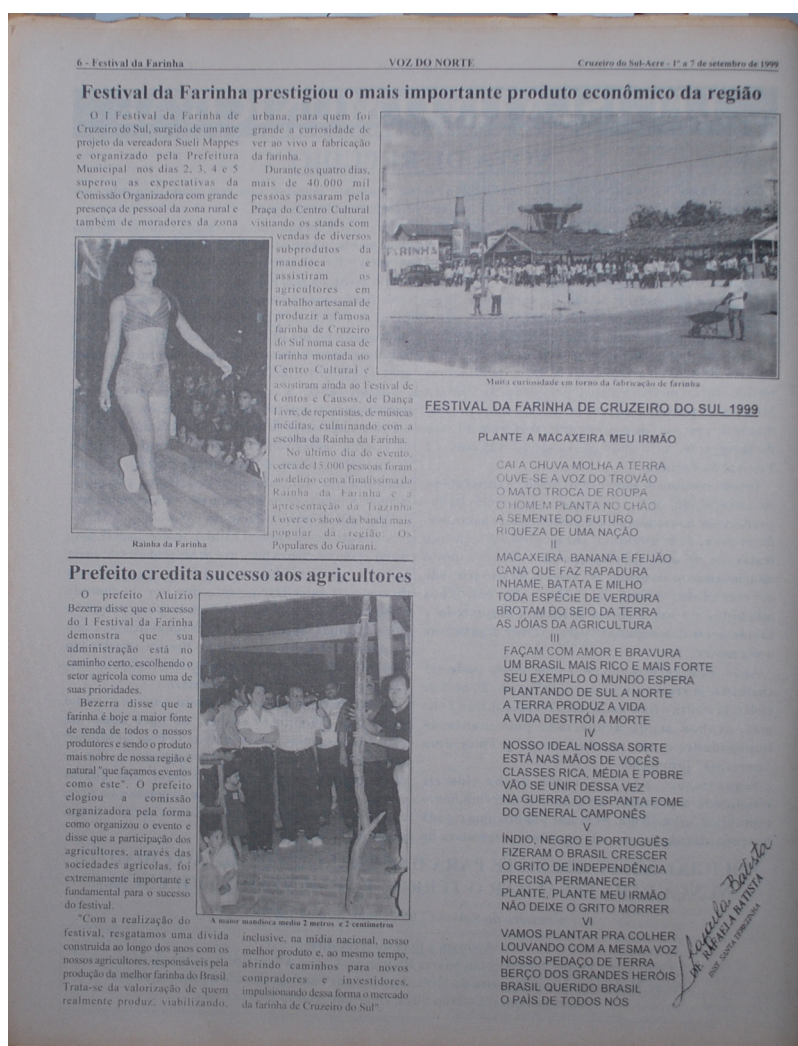 6 - Festival da Farinha
VOZ DO NORTE
Cruzeiro do Sul-Acre - 1º a 7 de setembro de 1999
Festival da Farinha prestigiou o mais importante produto econômico da região
O I Festival da Farinha de
Cruzeiro do Sul, surgido de um ante
projeto da vereadora Sueli Mappes
e organizado pela Prefeitura
Municipal nos dias 2, 3, 4 e 5
superou as expectativas da
Comissão Organizadora com grande
presença de pessoal da zona rural e
também de moradores da zona
urbana, para quem foi
grande a curiosidade de
ver ao vivo a fabricação
da farinha.
Durante os quatro dias,
mais de 40.000 mil
pessoas passaram pela
Praça do Centro Cultural
visitando os stands com
vendas de diversos
subprodutos da
mandioca e
assistiram os
agricultores em
trabalho artesanal de
produzir a famosa
farinha de Cruzeiro
do Sul numa casa de
farinha montada no
Centro Cultural e
assistiram ainda ao Festival de
Contos e Causos, de Dança
Livre, de repentistas, de músicas
inéditas, culminando com a
escolha da Rainha da Farinha.
No último dia do evento,
cerca de 15.000 pessoas foram
ao delírio com a finalíssima da
Rainha da Farinha e a
apresentação da Tiazinha
Cover e o show da banda mais
popular da região: Os
Populares do Guarani.
Rainha da Farinha
FARINHA
Muita curiosidade em torno da fabricação de farinha
Prefeito credita sucesso aos agricultores
O prefeito Aluizio
Bezerra disse que o sucesso
do I Festival da Farinha
demonstra que sua
administração está no
caminho certo, escolhendo o
setor agrícola como uma de
suas prioridades.
Bezerra disse que a
farinha é hoje a maior fonte
de renda de todos o nossos
produtores e sendo o produto
mais nobre de nossa região é
natural "que façamos eventos
como este". O prefeito
elogiou a comissão
organizadora pela forma
como organizou o evento e
disse que a participação dos
agricultores, através das
sociedades agrícolas, foi
extremamente importante e
fundamental para o sucesso
do festival.
"Com a realização do
festival, resgatamos uma dívida
construída ao longo dos anos com os
nossos agricultores, responsáveis pela
produção da melhor farinha do Brasil.
Trata-se da valorização de quem
realmente produz, viabilizando,
A maior mandioca mediu 2 metros e 2 centímetros
inclusive, na mídia nacional, nosso
melhor produto e, ao mesmo tempo,
abrindo caminhos para novos
compradores e investidores,
impulsionando dessa forma o mercado
da farinha de Cruzeiro do Sul".
FESTIVAL DA FARINHA DE CRUZEIRO DO SUL 1999
PLANTE A MACAXEIRA MEU IRMÃO
CAI A CHUVA MOLHA A TERRA
OUVE-SE A VOZ DO TROVÃO
O MATO TROCA DE ROUPA
O HOMEM PLANTA NO CHÃO
A SEMENTE DO FUTURO
RIQUEZA DE UMA NAÇÃO
II
MACAXEIRA, BANANA E FEIJÃO
CANA QUE FAZ RAPADURA
INHAME, BATATA E MILHO
TODA ESPÉCIE DE VERDURA
BROTAM DO SEIO DA TERRA
AS JÓIAS DA AGRICULTURA
III
FAÇAM COM AMOR E BRAVURA
UM BRASIL MAIS RICO E MAIS FORTE
SEU EXEMPLO O MUNDO ESPERA
PLANTANDO DE SUL A NORTE
A TERRA PRODUZ A VIDA
A VIDA DESTRÓI A MORTE
IV
NOSSO IDEAL NOSSA SORTE
ESTÁ NAS MÃOS DE VOCÊS
CLASSES RICA, MÉDIA E POBRE
VÃO SE UNIR DESSA VEZ
NA GUERRA DO ESPANTA FOME
DO GENERAL CAMPONÊS
V
ÍNDIO, NEGRO E PORTUGUÊS
FIZERAM O BRASIL CRESCER
O GRITO DE INDEPENDÊNCIA
PRECISA PERMANECER
PLANTE, PLANTE MEU IRMÃO
NÃO DEIXE O GRITO MORRER
VI
VAMOS PLANTAR PRA COLHER
LOUVANDO COM A MESMA VOZ
NOSSO PEDAÇO DE TERRA
BERÇO DOS GRANDES HERÓIS
BRASIL QUERIDO BRASIL
O PAÍS DE TODOS NÓS
Rafaela Batista
RAFAELA BATISTA
INST. SANTA TEREZINHA